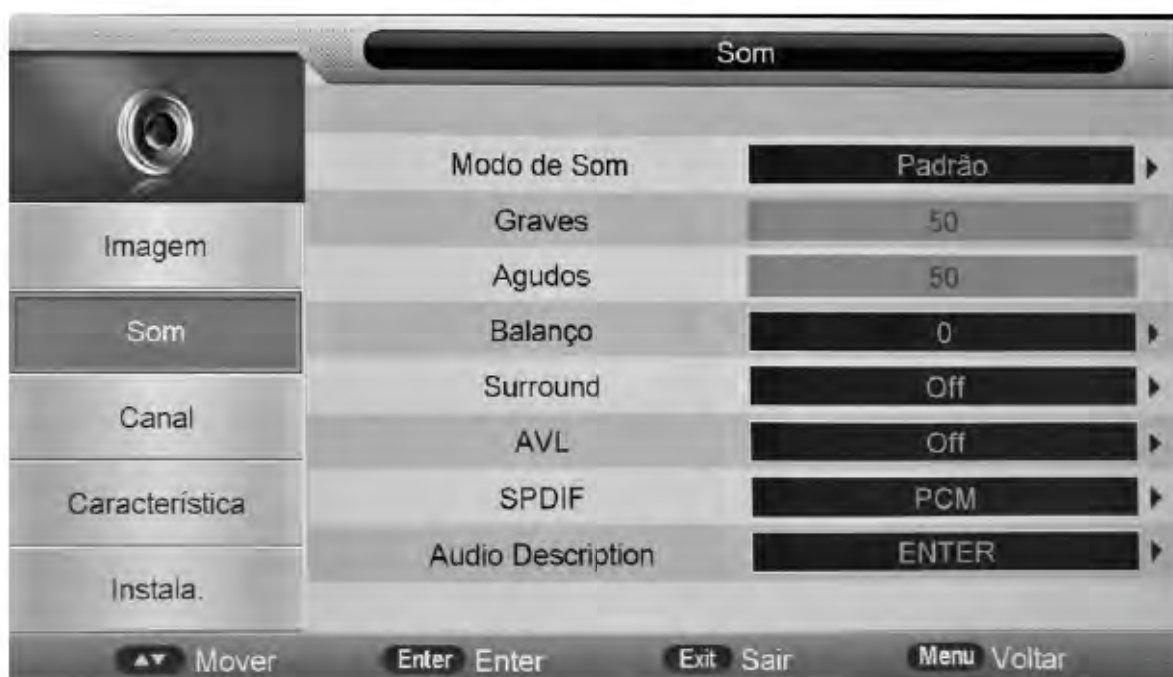 Som
Imagem
Som
Canal
Característica
Instala.
Modo de Som Padrão
Graves 50
Agudos 50
Balanço 0
Surround Off
AVL Off
SPDIF PCM
Audio Description ENTER
Mover Enter Enter Exit Sair Menu Voltar